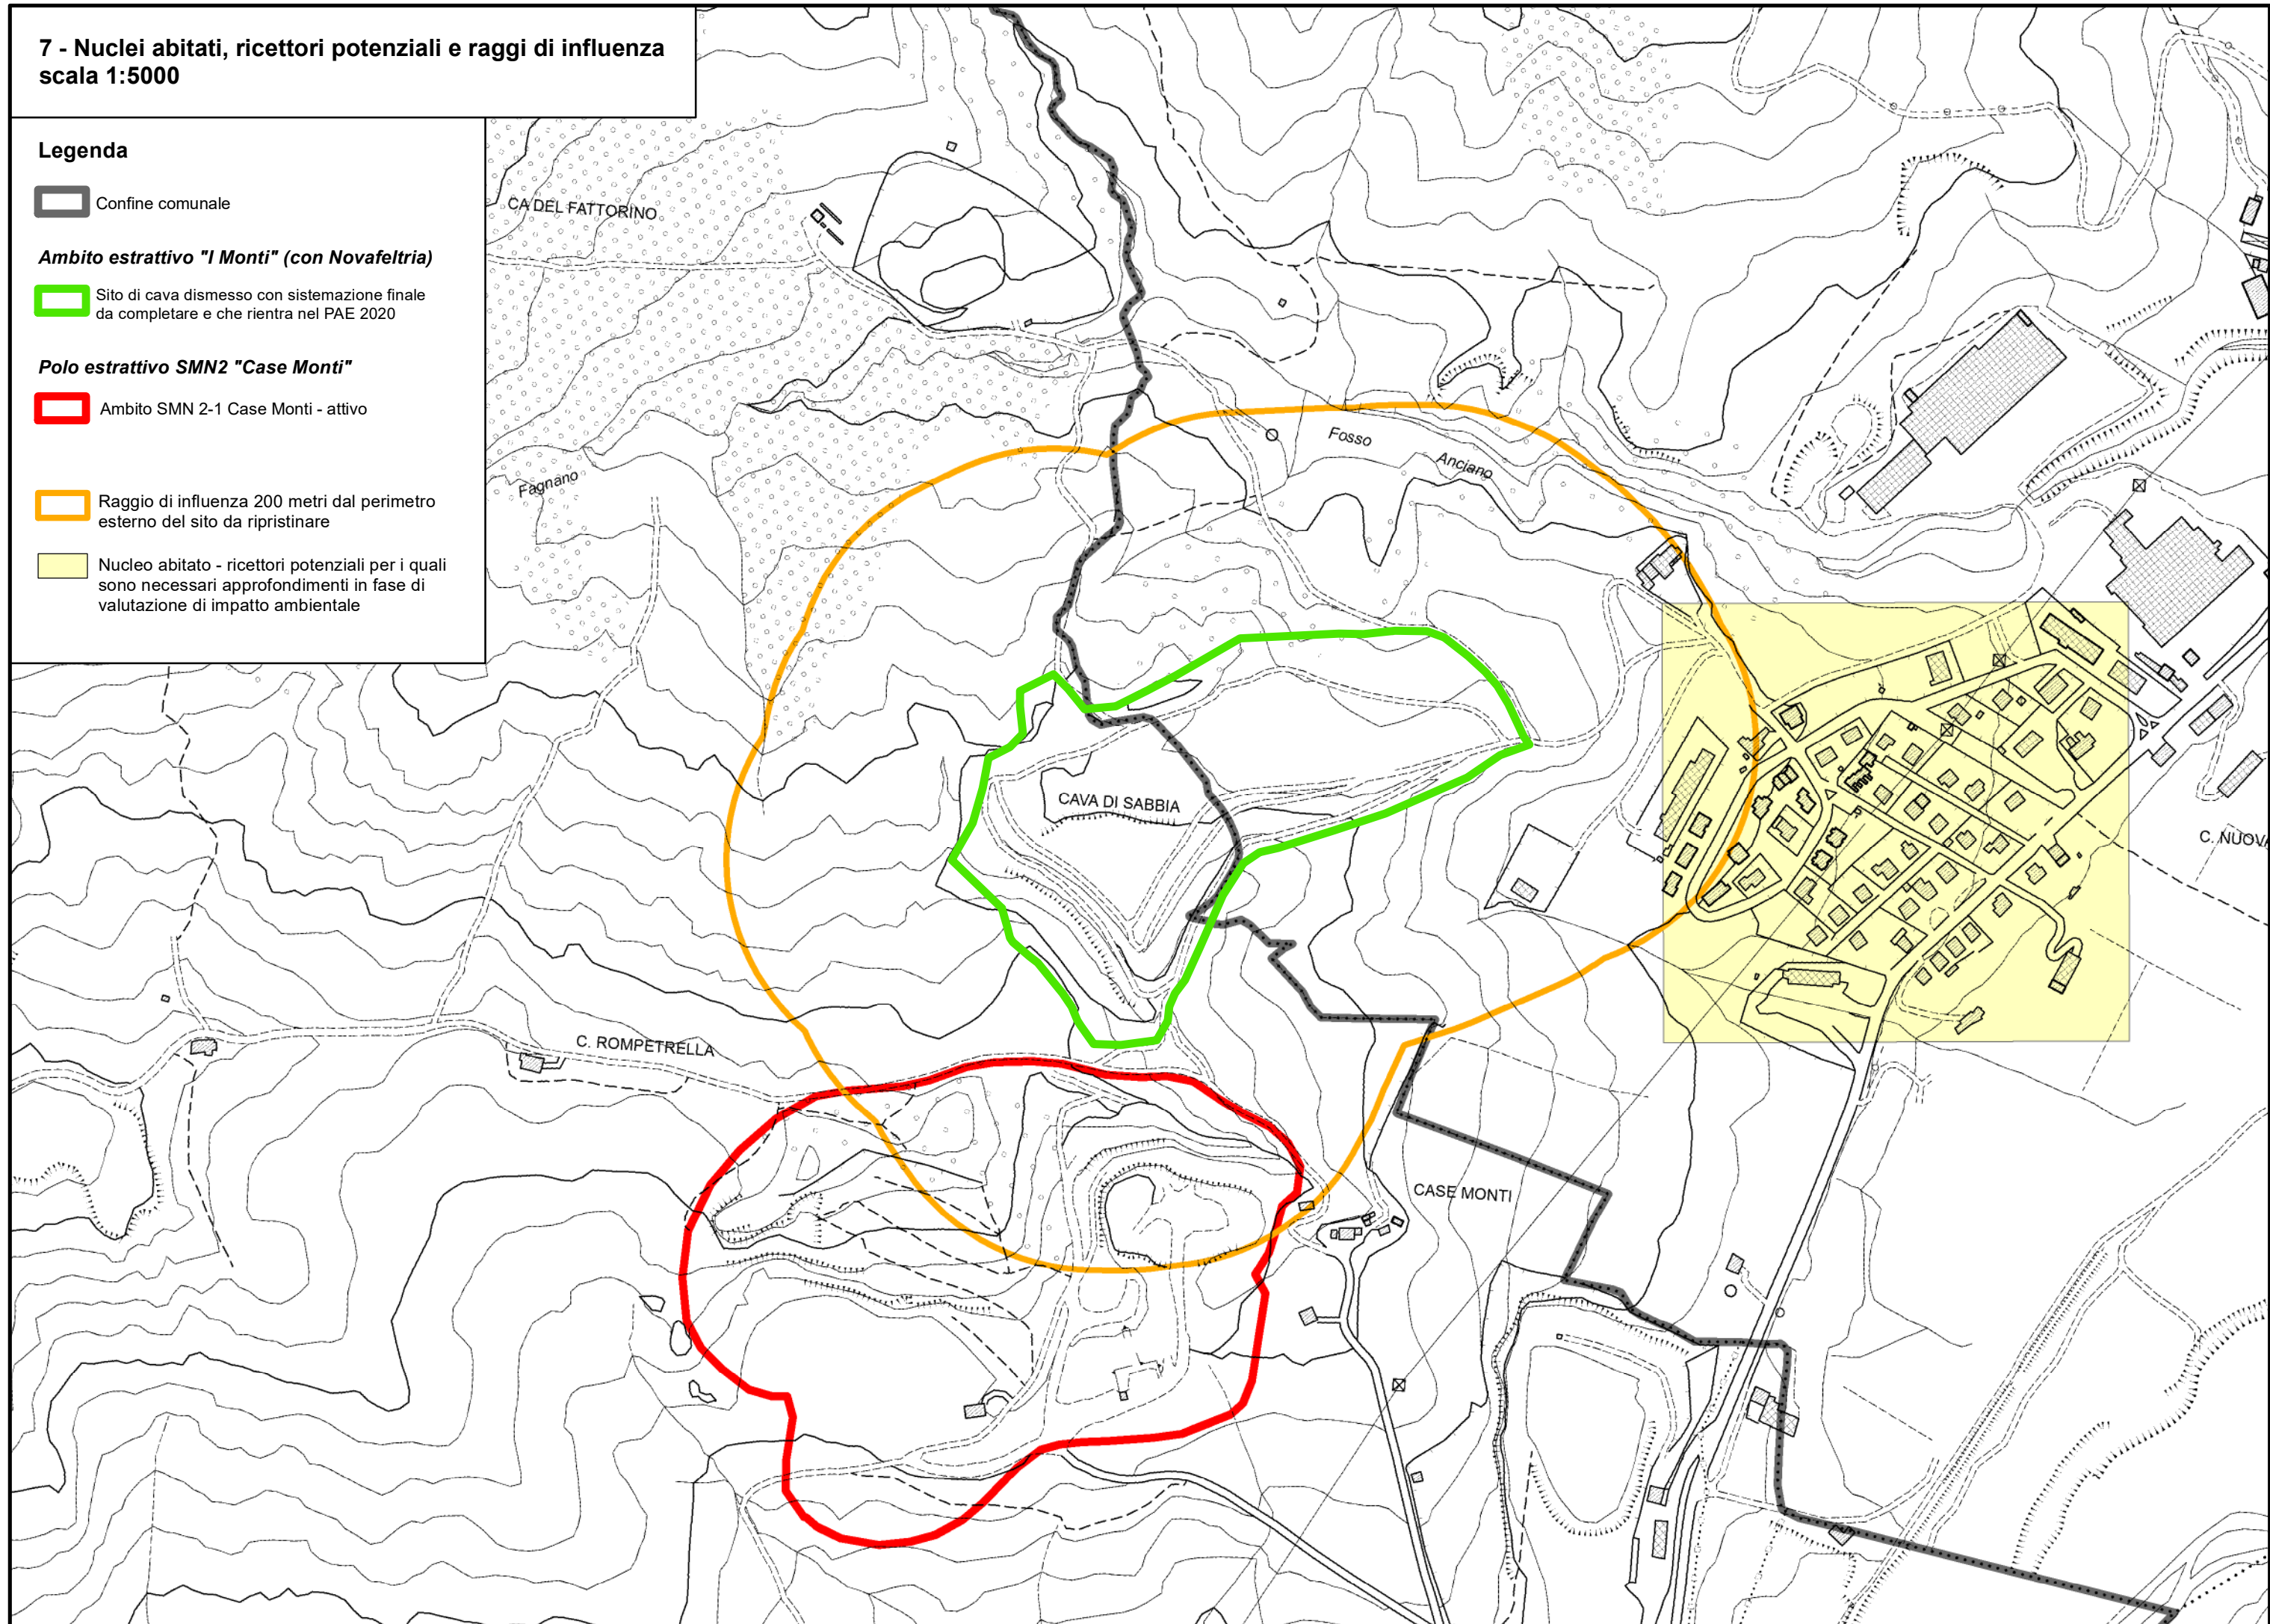 7 - Nuclei abitati, ricettori potenziali e raggi di influenza
scala 1:5000
Legenda
Confine comunale
Ambito estrattivo "I Monti" (con Novafeltria)
Sito di cava dismesso con sistemazione finale
da completare e che rientra nel PAE 2020
Polo estrattivo SMN2 "Case Monti"
Ambito SMN 2-1 Case Monti - attivo
Raggio di influenza 200 metri dal perimetro
esterno del sito da ripristinare
Nucleo abitato - ricettori potenziali per i quali
sono necessari approfondimenti in fase di
valutazione di impatto ambientale
CA DEL FATTORINO
Fosso
Anciano
Fagnano
CAVA DI SABBIA
C. NUOVA
C. ROMPETRELLA
CASE MONTI